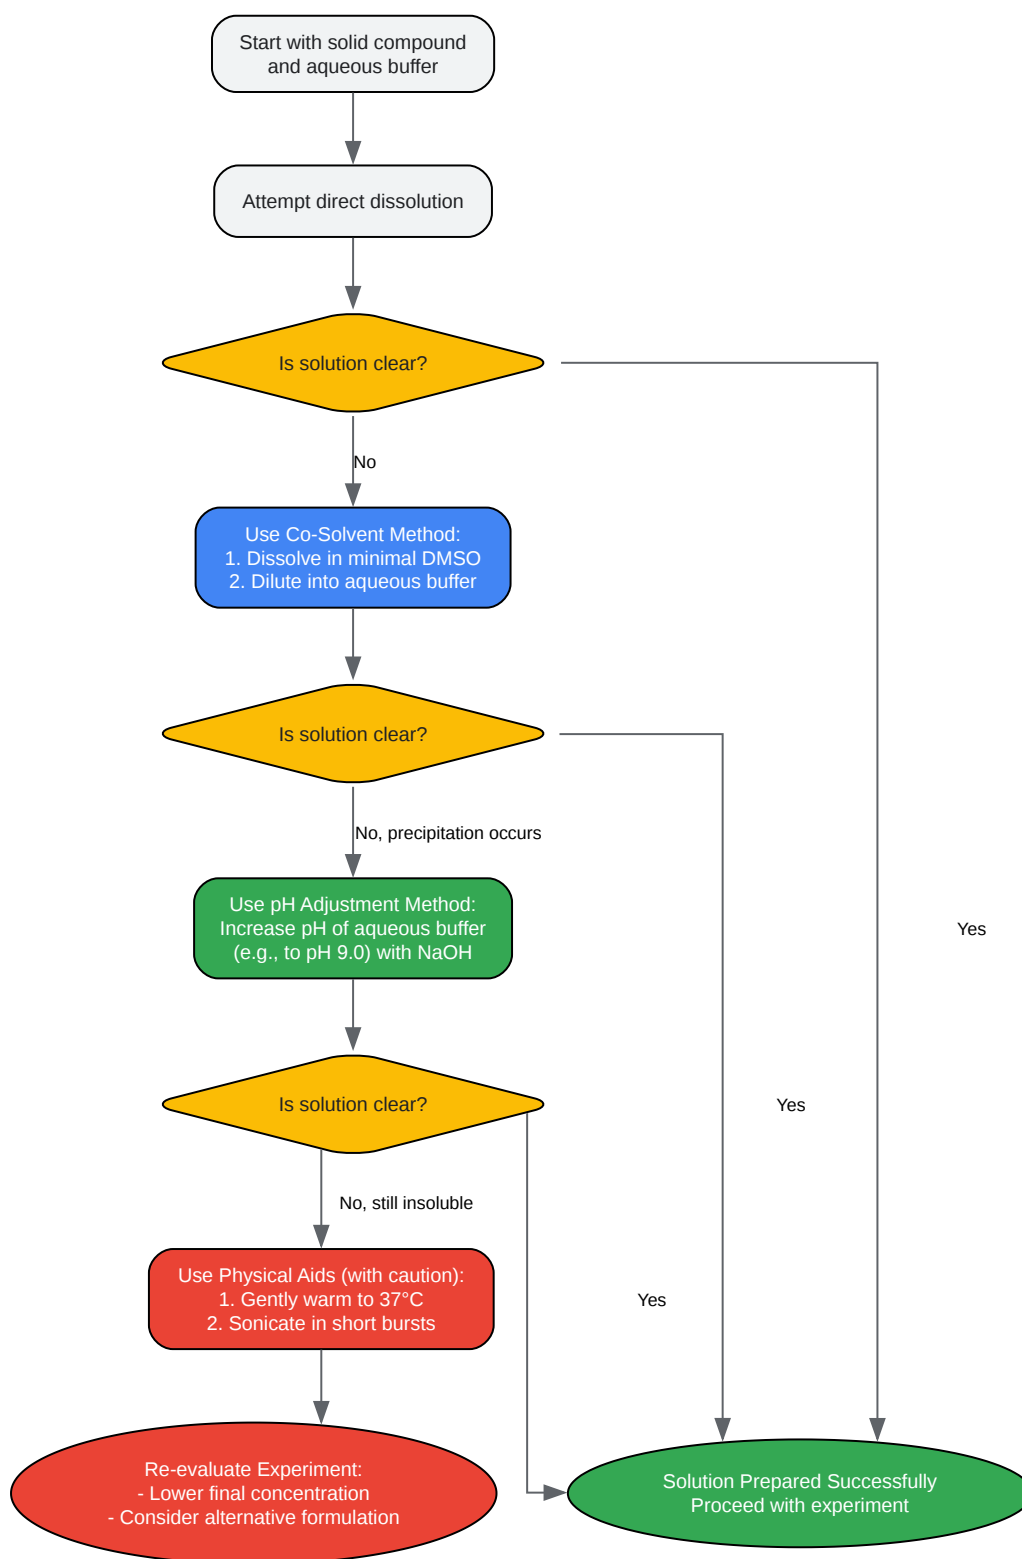 Start with solid compound
and aqueous buffer
Attempt direct dissolution
Is solution clear?
No
Use Co-Solvent Method:
1. Dissolve in minimal DMSO
2. Dilute into aqueous buffer
Is solution clear?
No, precipitation occurs
Use pH Adjustment Method:
Increase pH of aqueous buffer
(e.g., to pH 9.0) with NaOH
Yes
Is solution clear?
Yes
No, still insoluble
Use Physical Aids (with caution):
1. Gently warm to 37°C
2. Sonicate in short bursts
Yes
Re-evaluate Experiment:
- Lower final concentration
- Consider alternative formulation
Solution Prepared Successfully
Proceed with experiment